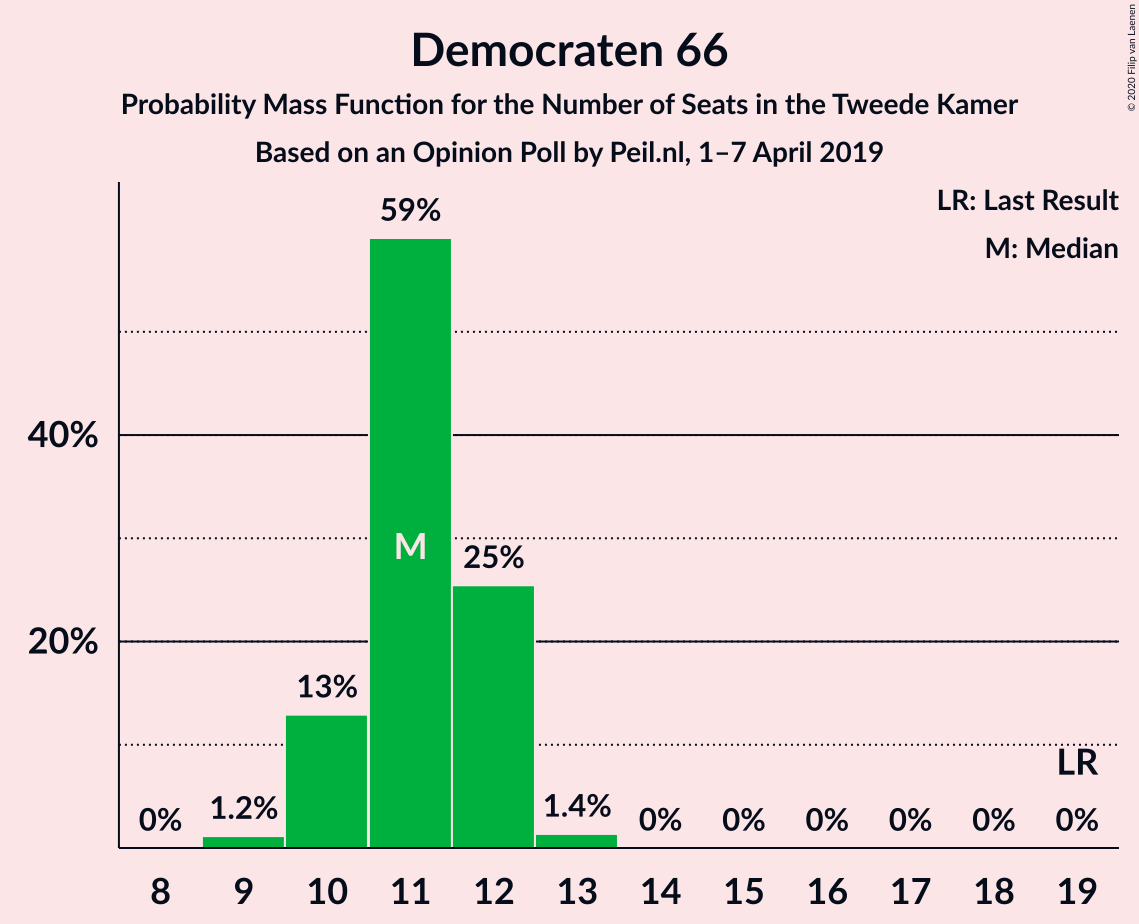 Democraten 66
Probability Mass Function for the Number of Seats in the Tweede Kamer
Based on an Opinion Poll by Peil.nl, 1–7 April 2019
© 2020 Filip van Laenen
LR: Last Result
M: Median
59%
40%
M
25%
20%
13%
LR
0% 1.2% 1.4% 0% 0% 0% 0% 0% 0%
8 9 10 11 12 13 14 15 16 17 18 19